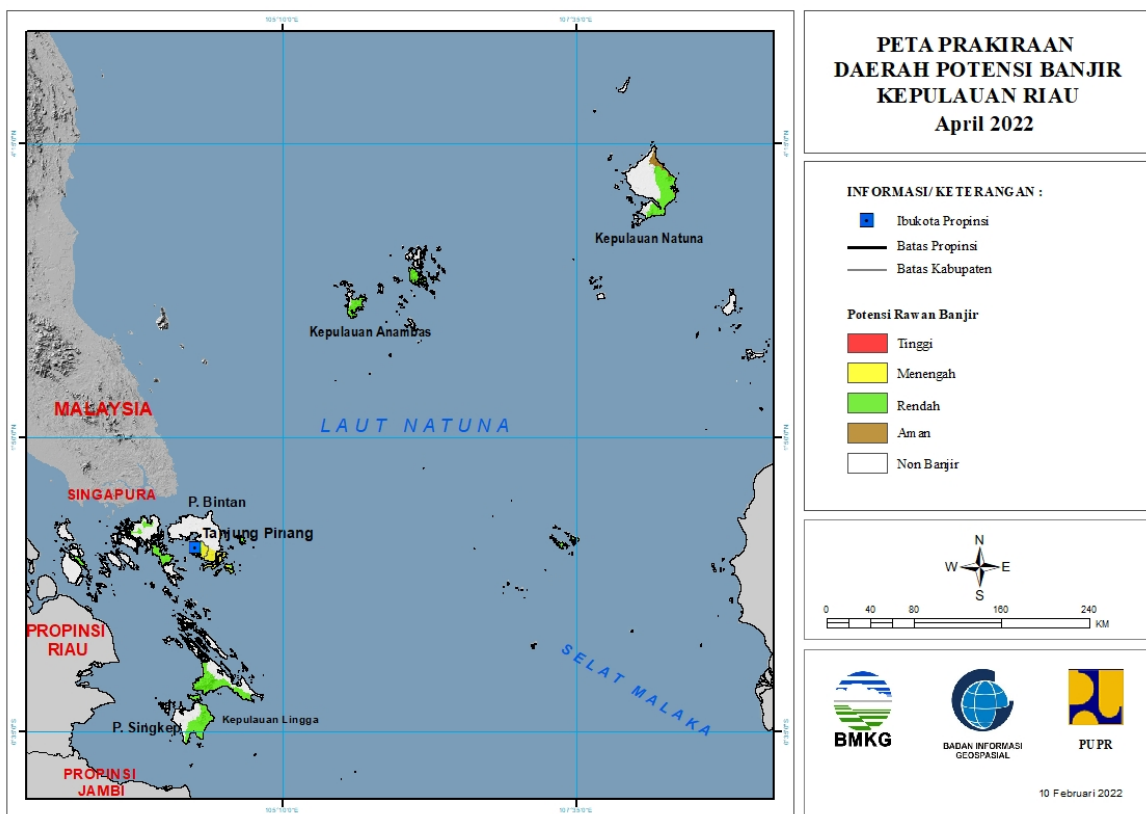 PETA PRAKIRAAN
DAERAH POTENSI BANJIR
KEPULAUAN RIAU
April 2022
INFORMASI/ KETERANGAN :
Ibukota Propinsi
Batas Propinsi
Batas Kabupaten
Potensi Rawan Banjir
Tinggi
Menengah
Rendah
Aman
Non Banjir
N
W E
S
0 40 80 160 240
KM
BMKG
BADAN INFORMASI
GEOSPASIAL
PUPR
10 Februari 2022
Kepulauan Natuna
Kepulauan Anambas
MALAYSIA
LAUT NATUNA
SINGAPURA
P. Bintan
Tanjung Pinang
PROPINSI
RIAU
SELAT MALAKA
Kepulauan Lingga
P. Singkep
PROPINSI
JAMBI